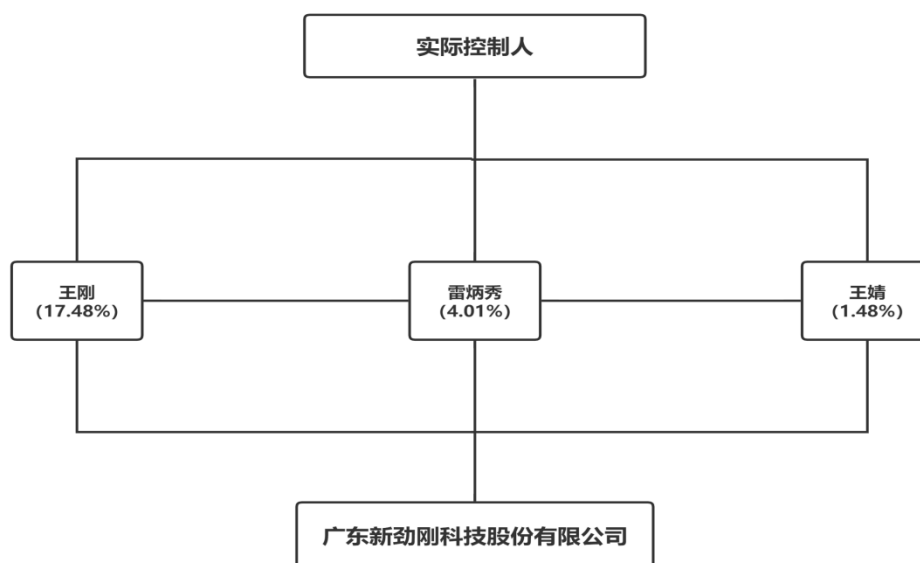 实际控制人
王刚
(17.48%)
雷炳秀
(4.01%)
王婧
(1.48%)
广东新劲刚科技股份有限公司